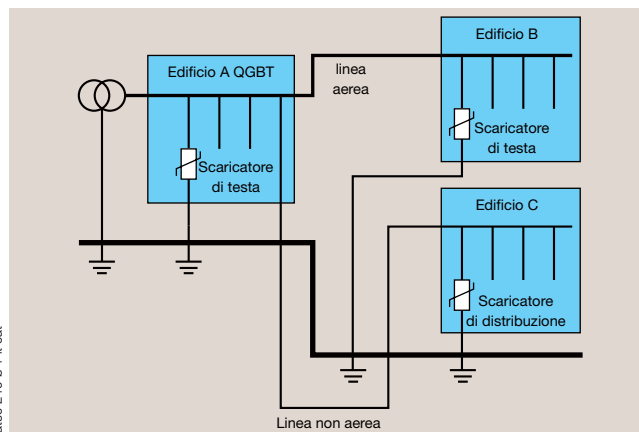 Edificio A QGBT
linea
aerea
Edificio B
Scaricatore
di testa
Scaricatore
di testa
Edificio C
Scaricatore
di distribuzione
Linea non aerea